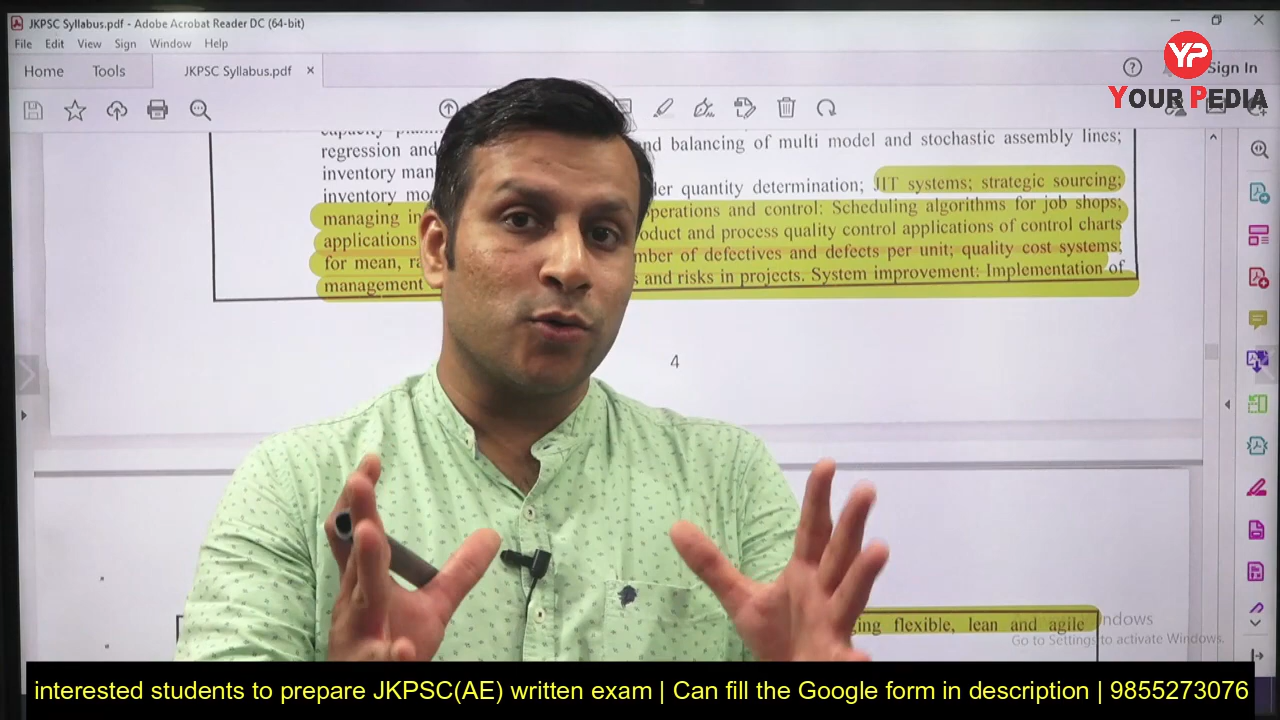 JKPSC Syllabus.pdf - Adobe Acrobat Reader DC (64-bit)
File Edit View Sign Window Help
Home Tools JKPSC Syllabus.pdf × Sign In
YP
YOUR PEDIA
regression and nd balancing of multi model and stochastic assembly lines;
inventory man
inventory mo ler quantity determination; JIT systems; strategic sourcing;
managing in perations and control: Scheduling algorithms for job shops;
applications oduct and process quality control applications of control charts
for mean, ra mber of defectives and defects per unit; quality cost systems;
management s and risks in projects. System improvement: Implementation of
4
ging flexible, lean and agile
ndows
Go to Settings to activate Windows.
interested students to prepare JKPSC(AE) written exam | Can fill the Google form in description | 9855273076